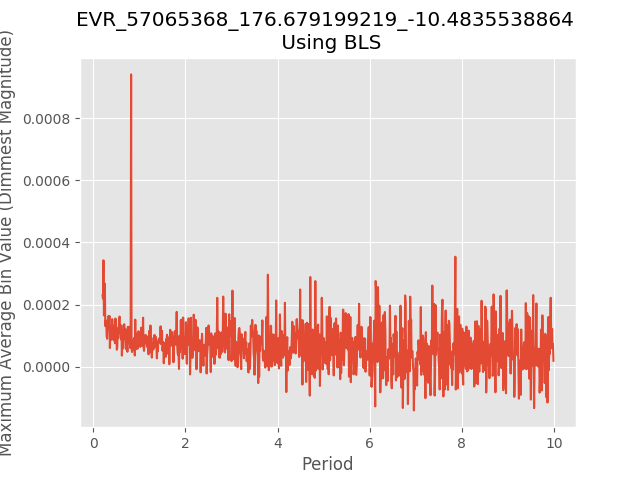 EVR_57065368_176.679199219_-10.4835538864
Using BLS
Maximum Average Bin Value (Dimmest Magnitude)
0.0008
0.0006
0.0004
0.0002
0.0000
0
2
4
6
8
10
Period